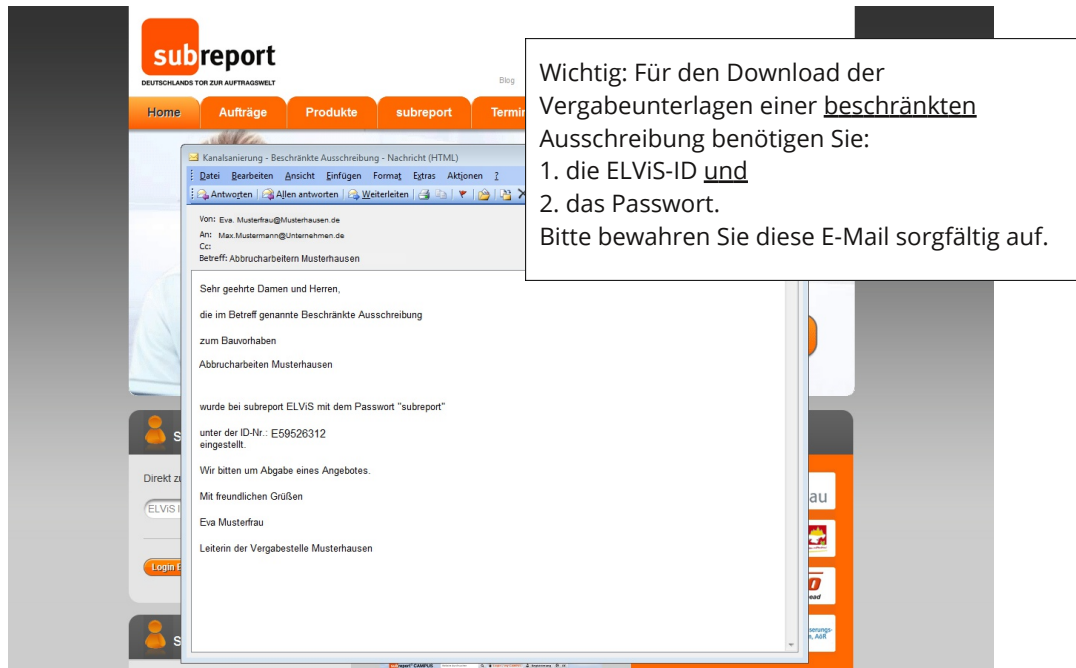 subreport
DEUTSCHLANDS TOR ZUR AUFTRAGSWELT
Blog
Home Aufträge Produkte subreport
Wichtig: Für den Download der
Vergabeunterlagen einer beschränkten
Ausschreibung benötigen Sie:
1. die ELViS-ID und
2. das Passwort.
Bitte bewahren Sie diese E-Mail sorgfältig auf.
Kanalsanierung - Beschränkte Ausschreibung - Nachricht (HTML)
Datei Bearbeiten Ansicht Einfügen Format Extras Aktionen ?
Antworten Allen antworten Weiterleiten
Von: Eva. Musterfrau@Musterhausen.de
An: Max.Mustermann@Unternehmen.de
Cc:
Betreff: Abbrucharbeitern Musterhausen
Sehr geehrte Damen und Herren,
die im Betreff genannte Beschränkte Ausschreibung
zum Bauvorhaben
Abbrucharbeiten Musterhausen
wurde bei subreport ELViS mit dem Passwort "subreport"
unter der ID-Nr.: E59526312
eingestellt.
Wir bitten um Abgabe eines Angebotes.
Mit freundlichen Grüßen
Eva Musterfrau
Leiterin der Vergabestelle Musterhausen
Direkt
ELViS
Login